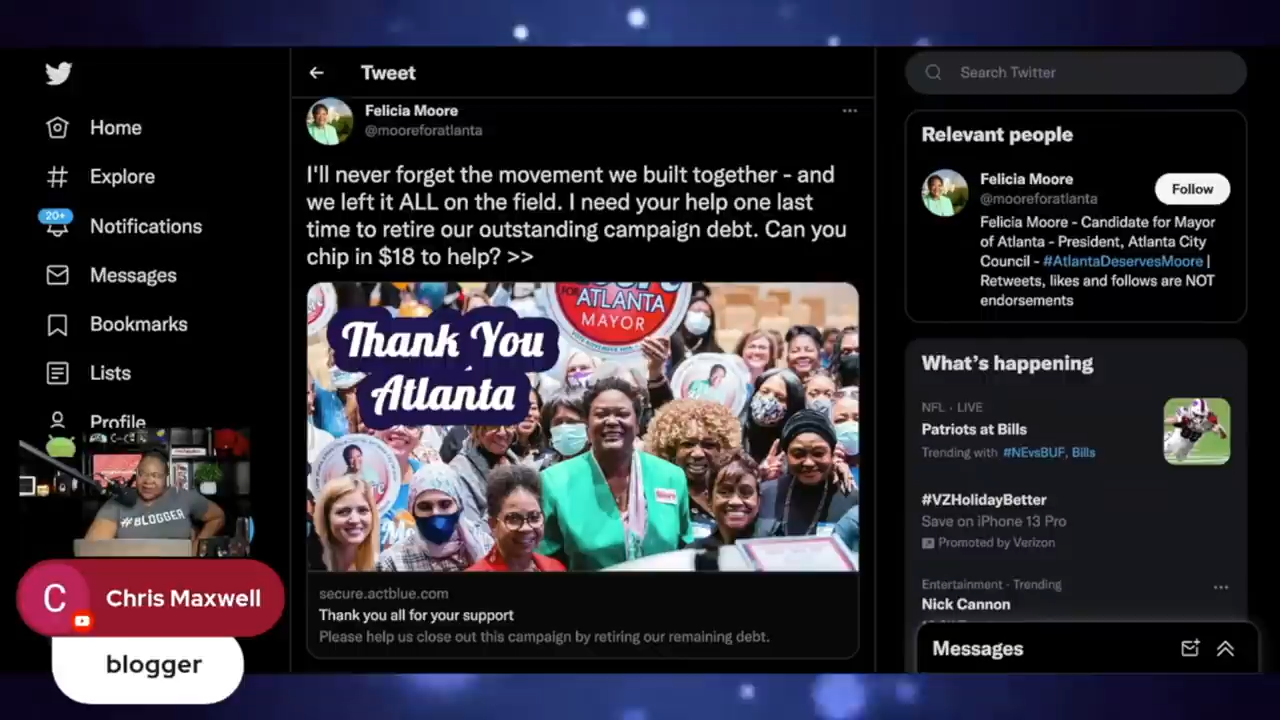 Home
Explore
20+
Notifications
Messages
Bookmarks
Lists
Profile
#BLOGGER
C
Chris Maxwell
blogger
Tweet
Felicia Moore
@mooreforatlanta
I'll never forget the movement we built together - and
we left it ALL on the field. I need your help one last
time to retire our outstanding campaign debt. Can you
chip in $18 to help? >>
FOR
ATLANTA
MAYOR
Thank You
Atlanta
secure.actblue.com
Thank you all for your support
Please help us close out this campaign by retiring our remaining debt.
Search Twitter
Relevant people
Felicia Moore
@mooreforatlanta
Follow
Felicia Moore - Candidate for Mayor
of Atlanta - President, Atlanta City
Council - #AtlantaDeservesMoore |
Retweets, likes and follows are NOT
endorsements
What's happening
NFL · LIVE
Patriots at Bills
Trending with #NEvsBUF, Bills
#VZHolidayBetter
Save on iPhone 13 Pro
Promoted by Verizon
Entertainment · Trending
Nick Cannon
Messages